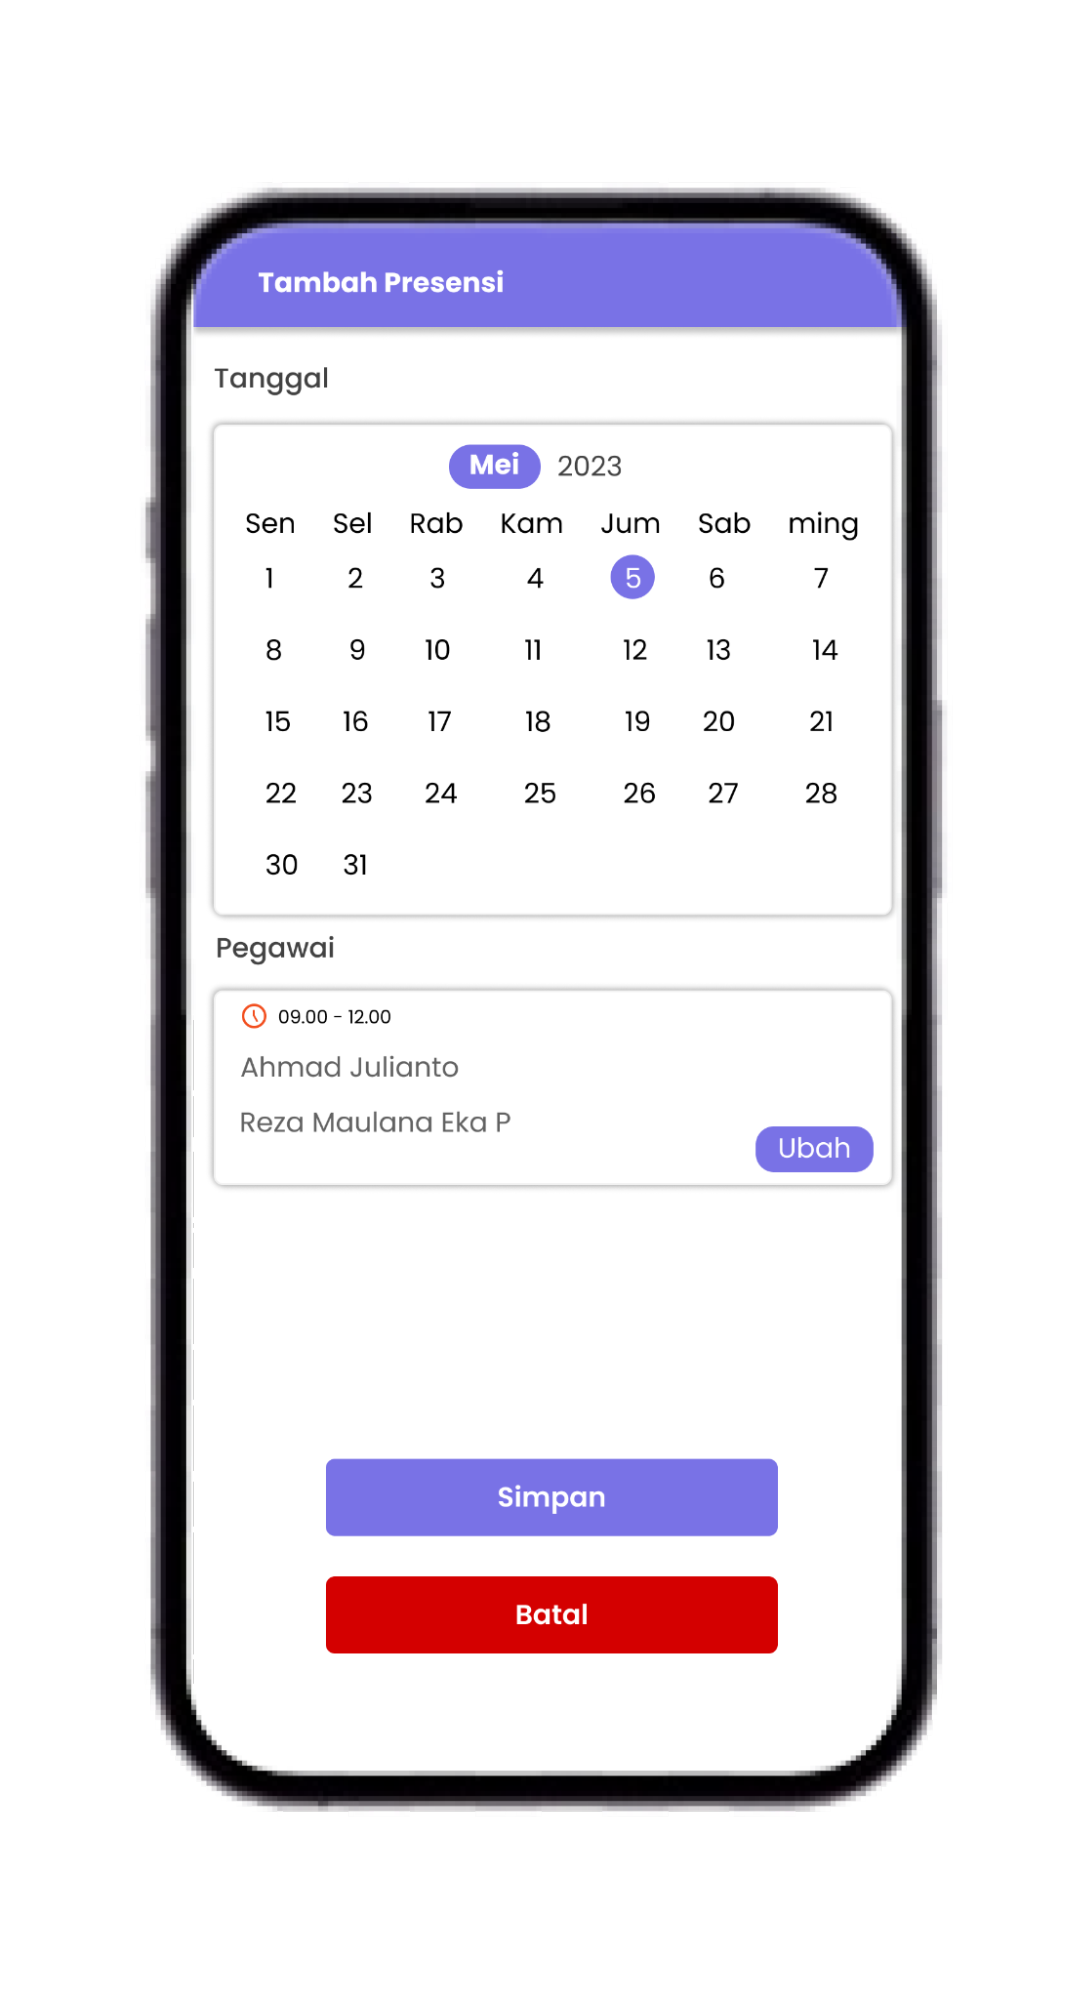 Tambah Presensi
Tanggal
Mei 2023
Sen Sel Rab Kam Jum Sab ming
1 2 3 4 5 6 7
8 9 10 11 12 13 14
15 16 17 18 19 20 21
22 23 24 25 26 27 28
30 31
Pegawai
09.00 - 12.00
Ahmad Julianto
Reza Maulana Eka P
Ubah
Simpan
Batal